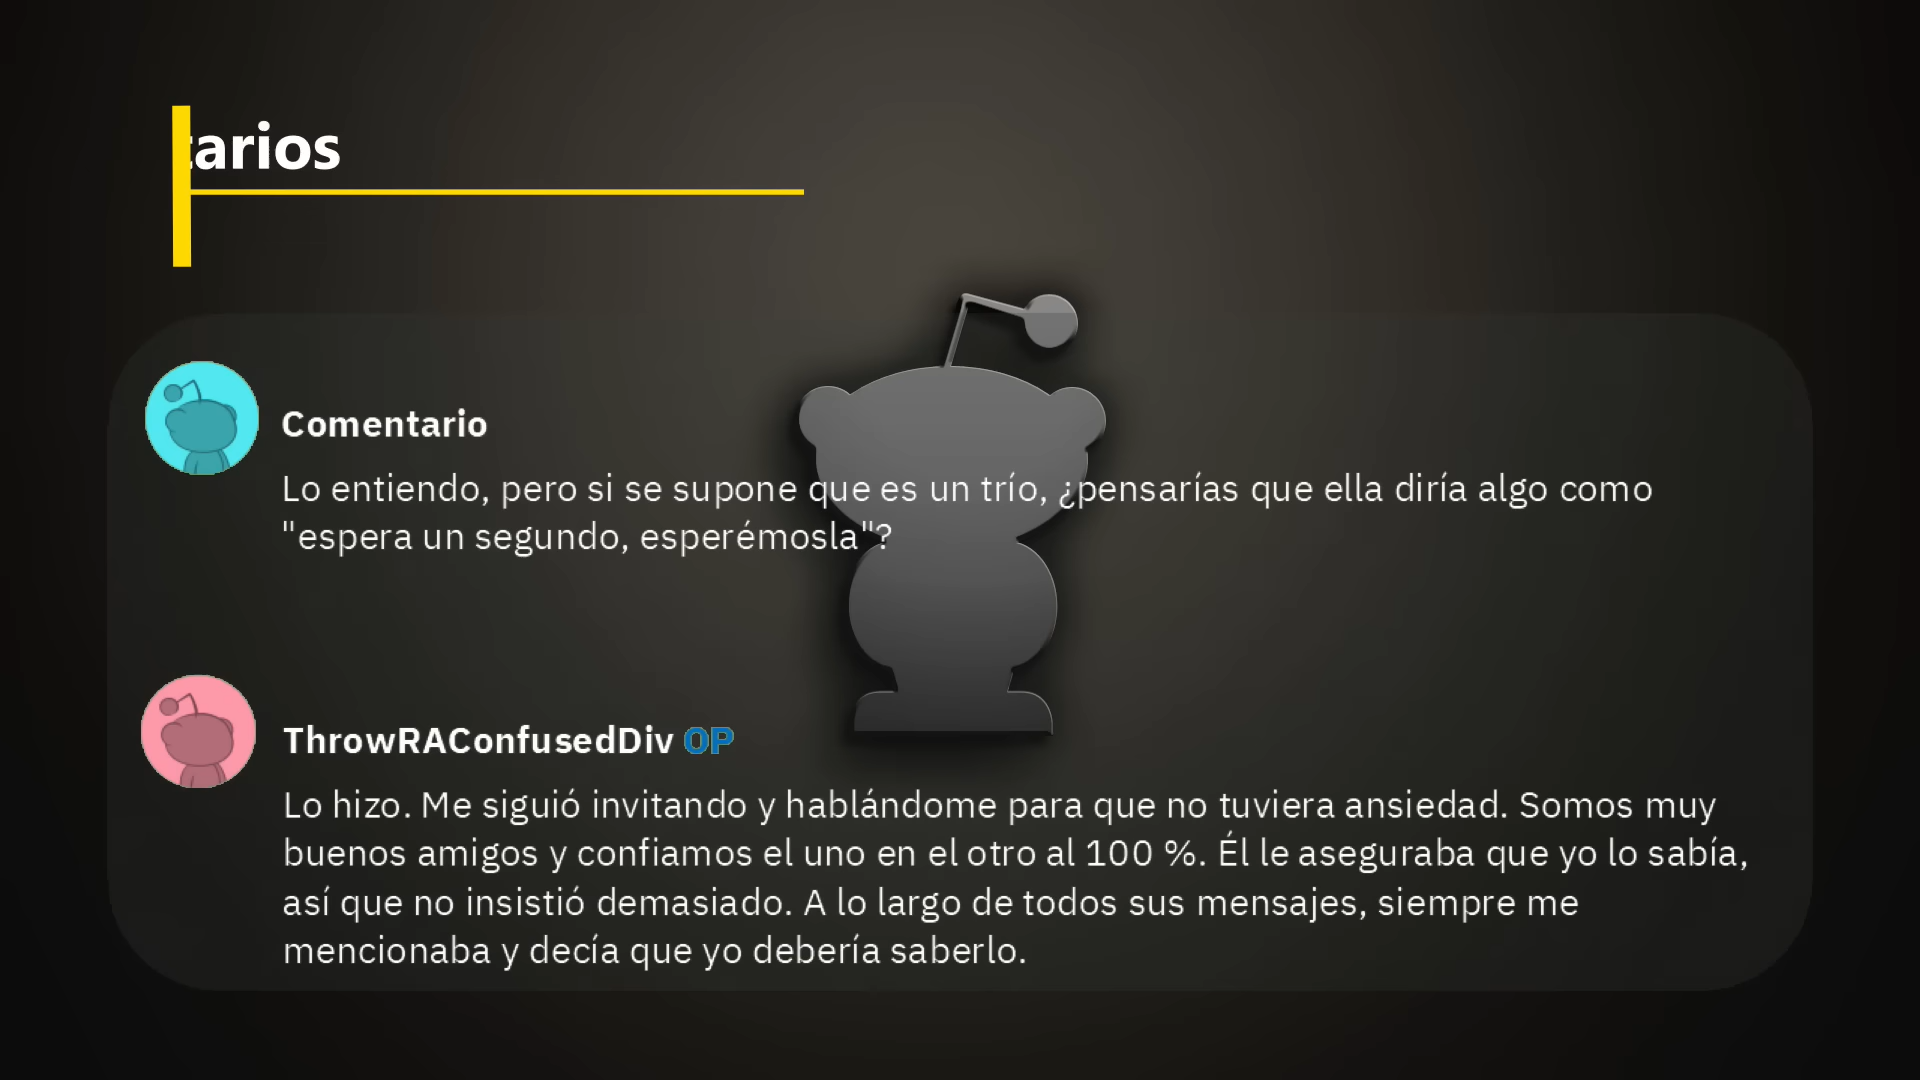 tarios
Comentario
Lo entiendo, pero si se supone que es un trío, ¿pensarías que ella diría algo como
"espera un segundo, esperémosla"?
ThrowRAConfusedDiv OP
Lo hizo. Me siguió invitando y hablándome para que no tuviera ansiedad. Somos muy
buenos amigos y confiamos el uno en el otro al 100 %. Él le aseguraba que yo lo sabía,
así que no insistió demasiado. A lo largo de todos sus mensajes, siempre me
mencionaba y decía que yo debería saberlo.